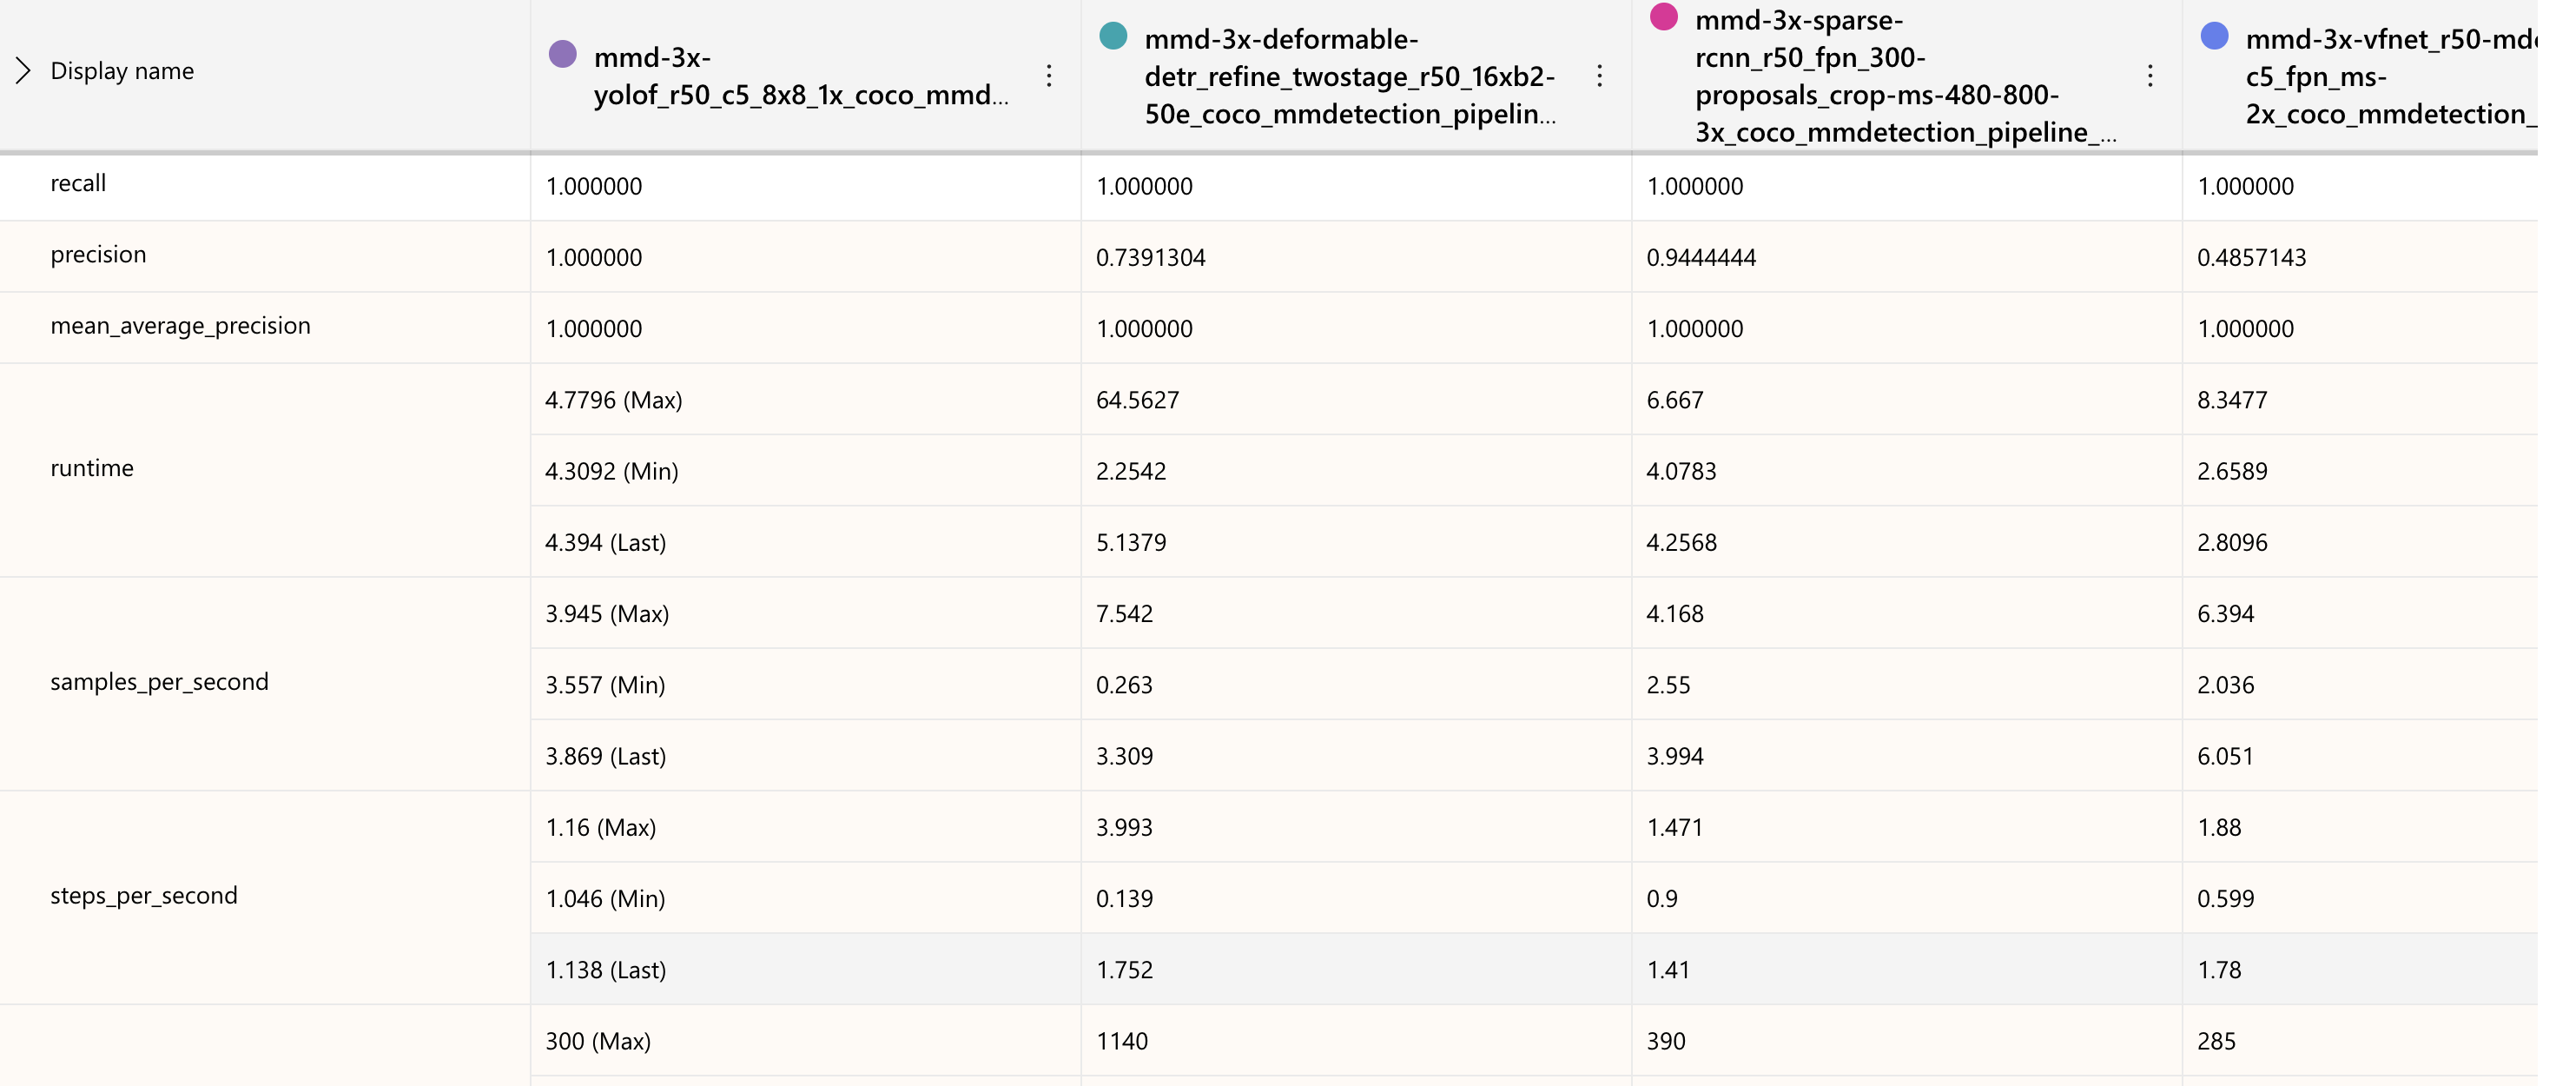 Display name
mmd-3x-
yolof_r50_c5_8x8_1x_coco_mmd...
mmd-3x-deformable-
detr_refine_twostage_r50_16xb2-
50e_coco_mmdetection_pipelin...
mmd-3x-sparse-
rcnn_r50_fpn_300-
proposals_crop-ms-480-800-
3x_coco_mmdetection_pipeline_...
mmd-3x-vfnet_r50-md
c5_fpn_ms-
2x_coco_mmdetection_
recall 1.000000 1.000000 1.000000 1.000000
precision 1.000000 0.7391304 0.9444444 0.4857143
mean_average_precision 1.000000 1.000000 1.000000 1.000000
runtime
4.7796 (Max) 64.5627 6.667 8.3477
4.3092 (Min) 2.2542 4.0783 2.6589
4.394 (Last) 5.1379 4.2568 2.8096
samples_per_second
3.945 (Max) 7.542 4.168 6.394
3.557 (Min) 0.263 2.55 2.036
3.869 (Last) 3.309 3.994 6.051
steps_per_second
1.16 (Max) 3.993 1.471 1.88
1.046 (Min) 0.139 0.9 0.599
1.138 (Last) 1.752 1.41 1.78
300 (Max) 1140 390 285